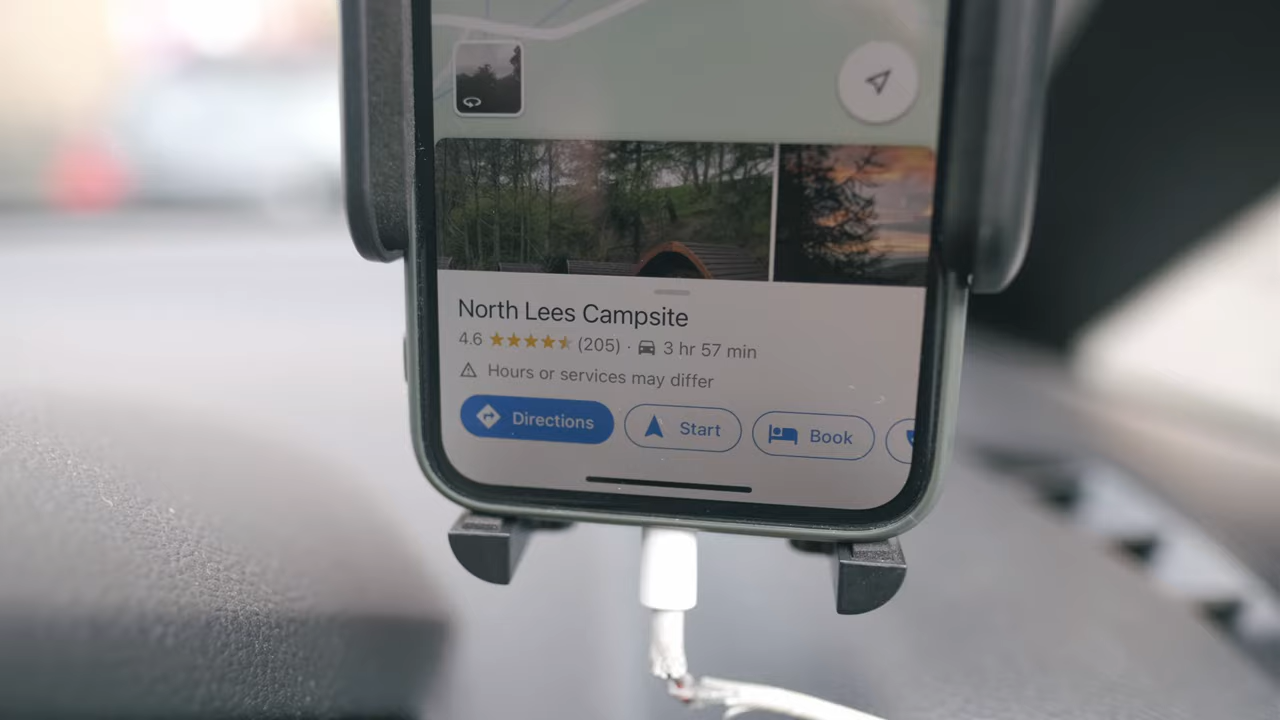 North Lees Campsite
4.6 (205) · 3 hr 57 min
Hours or services may differ
Directions Start Book